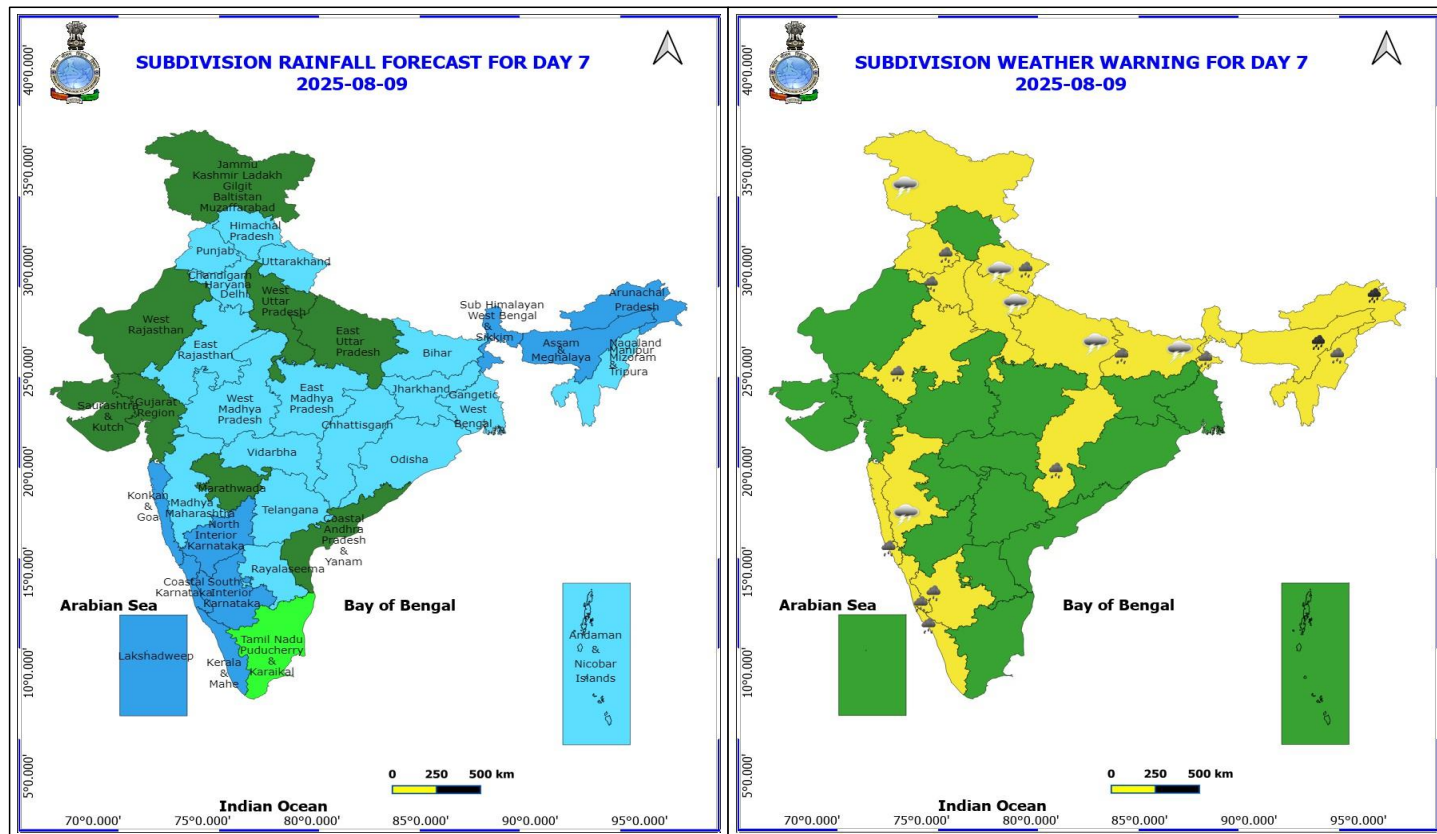 SUBDIVISION RAINFALL FORECAST FOR DAY 7
2025-08-09
40°0.000'
35°0.000'
30°0.000'
25°0.000'
20°0.000'
15°0.000'
10°0.000'
5°0.000'
Jammu
Kashmir Ladakh
Gilgit
Baltistan
Muzaffarabad
Himachal
Pradesh
Punjab
Uttarakhand
Chandigarh
Haryana
Delhi
West
Uttar
Pradesh
West
Rajasthan
East
Uttar
Pradesh
East
Rajasthan
Bihar
Sub Himalayan
West Bengal
&
Sikkim
Arunachal
Pradesh
Assam
&
Meghalaya
Nagaland
Manipur
Mizoram
&
Tripura
Saurashtra
&
Kutch
Gujarat
Region
West
Madhya
Pradesh
East
Madhya
Pradesh
Jharkhand
Gangetic
West
Bengal
Chhattisgarh
Vidarbha
Odisha
Konkan
&
Goa
Marathwada
Madhya
Maharashtra
North
Interior
Karnataka
Telangana
Coastal
Andhra
Pradesh
&
Yanam
Rayalaseema
Coastal
Karnataka
South
Interior
Karnataka
Arabian Sea
Bay of Bengal
Lakshadweep
Kerala
&
Mahe
Tamil Nadu
Puducherry
&
Karaikal
Andaman
&
Nicobar
Islands
0 250 500 km
Indian Ocean
70°0.000' 75°0.000' 80°0.000' 85°0.000' 90°0.000' 95°0.000'
SUBDIVISION WEATHER WARNING FOR DAY 7
2025-08-09
40°0.000'
35°0.000'
30°0.000'
25°0.000'
20°0.000'
15°0.000'
10°0.000'
5°0.000'
Arabian Sea
Bay of Bengal
0 250 500 km
Indian Ocean
70°0.000' 75°0.000' 80°0.000' 85°0.000' 90°0.000' 95°0.000'